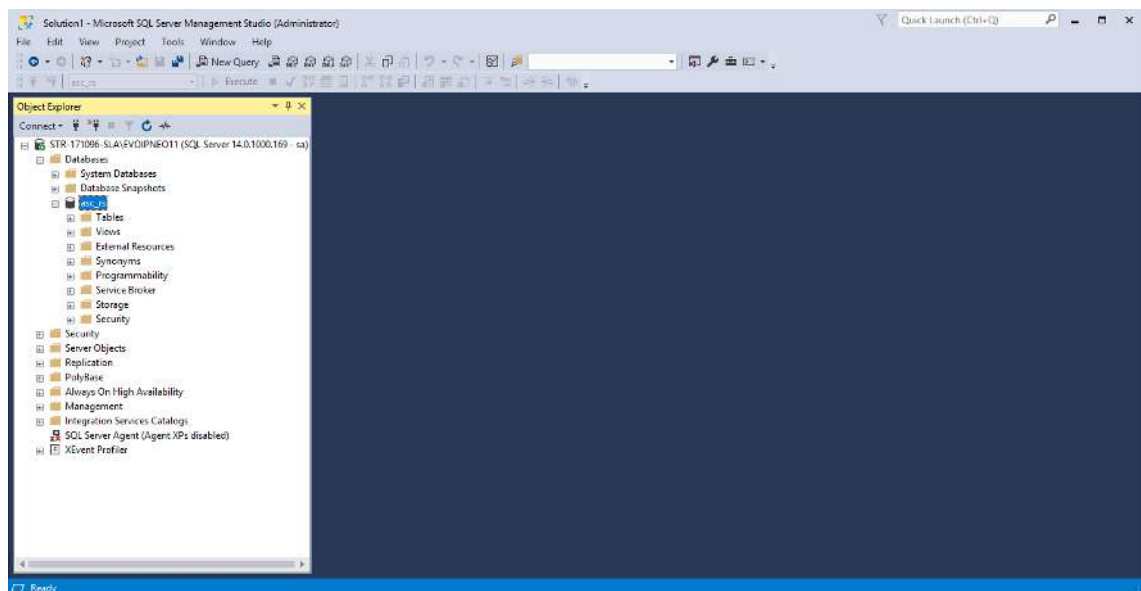 Solution1 - Microsoft SQL Server Management Studio (Administrator)
Quick Launch (Ctrl+Q)
File Edit View Project Tools Window Help
New Query
Execute
Object Explorer
Connect
STR-171096-SLA\EVOIPNEO11 (SQL Server 14.0.1000.169 - sa)
Databases
System Databases
Database Snapshots
Tables
Views
External Resources
Synonyms
Programmability
Service Broker
Storage
Security
Security
Server Objects
Replication
PolyBase
Always On High Availability
Management
Integration Services Catalogs
SQL Server Agent (Agent XPs disabled)
XEvent Profiler
Ready